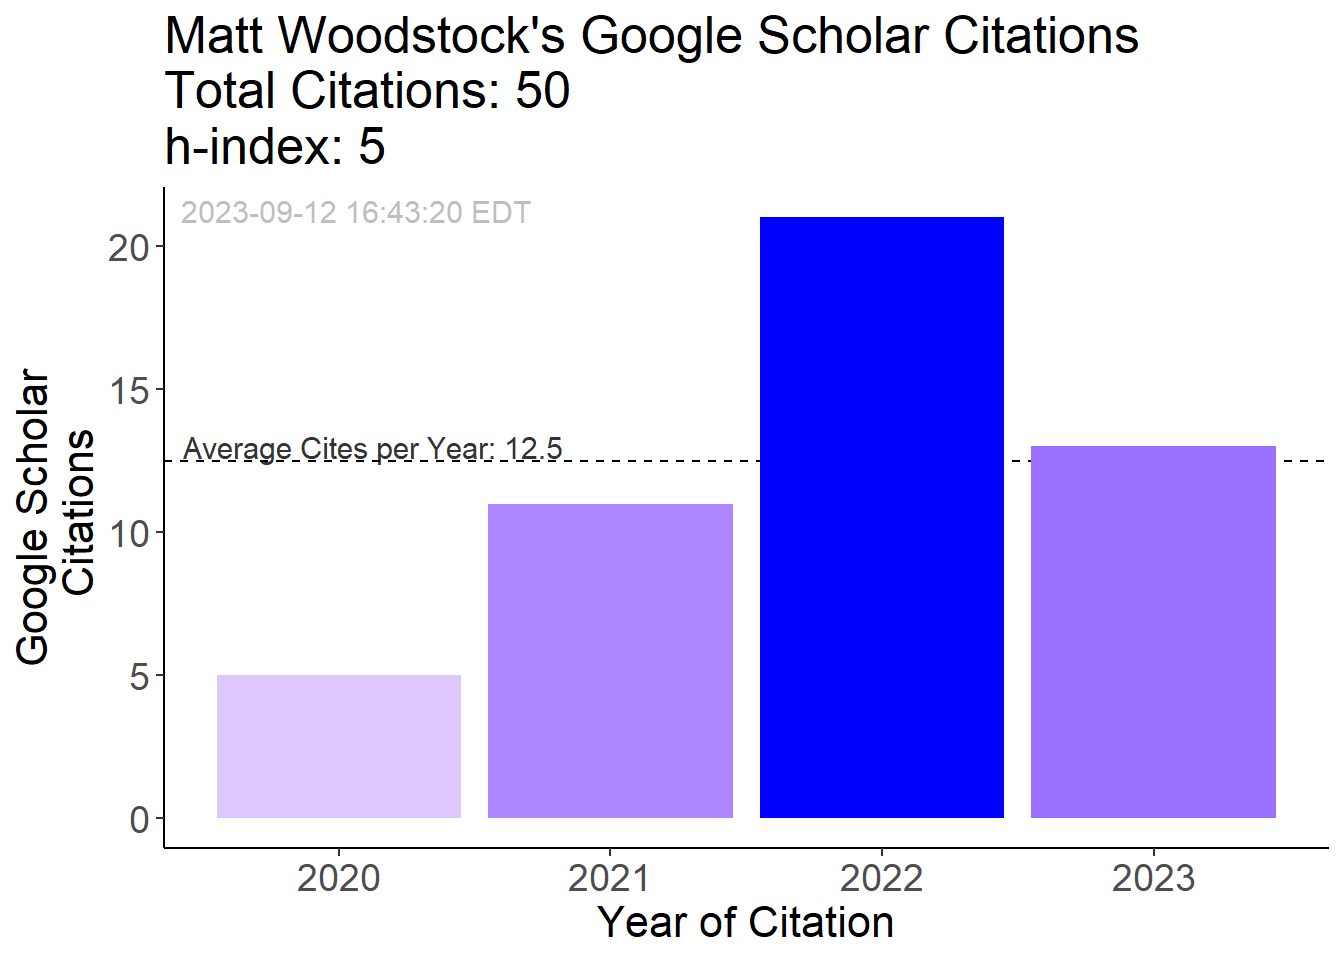 Matt Woodstock's Google Scholar Citations
Total Citations: 50
h-index: 5
2023-09-12 16:43:20 EDT
20
15
Average Cites per Year: 12.5
10
5
0
Google Scholar
Citations
2020
2021
2022
2023
Year of Citation